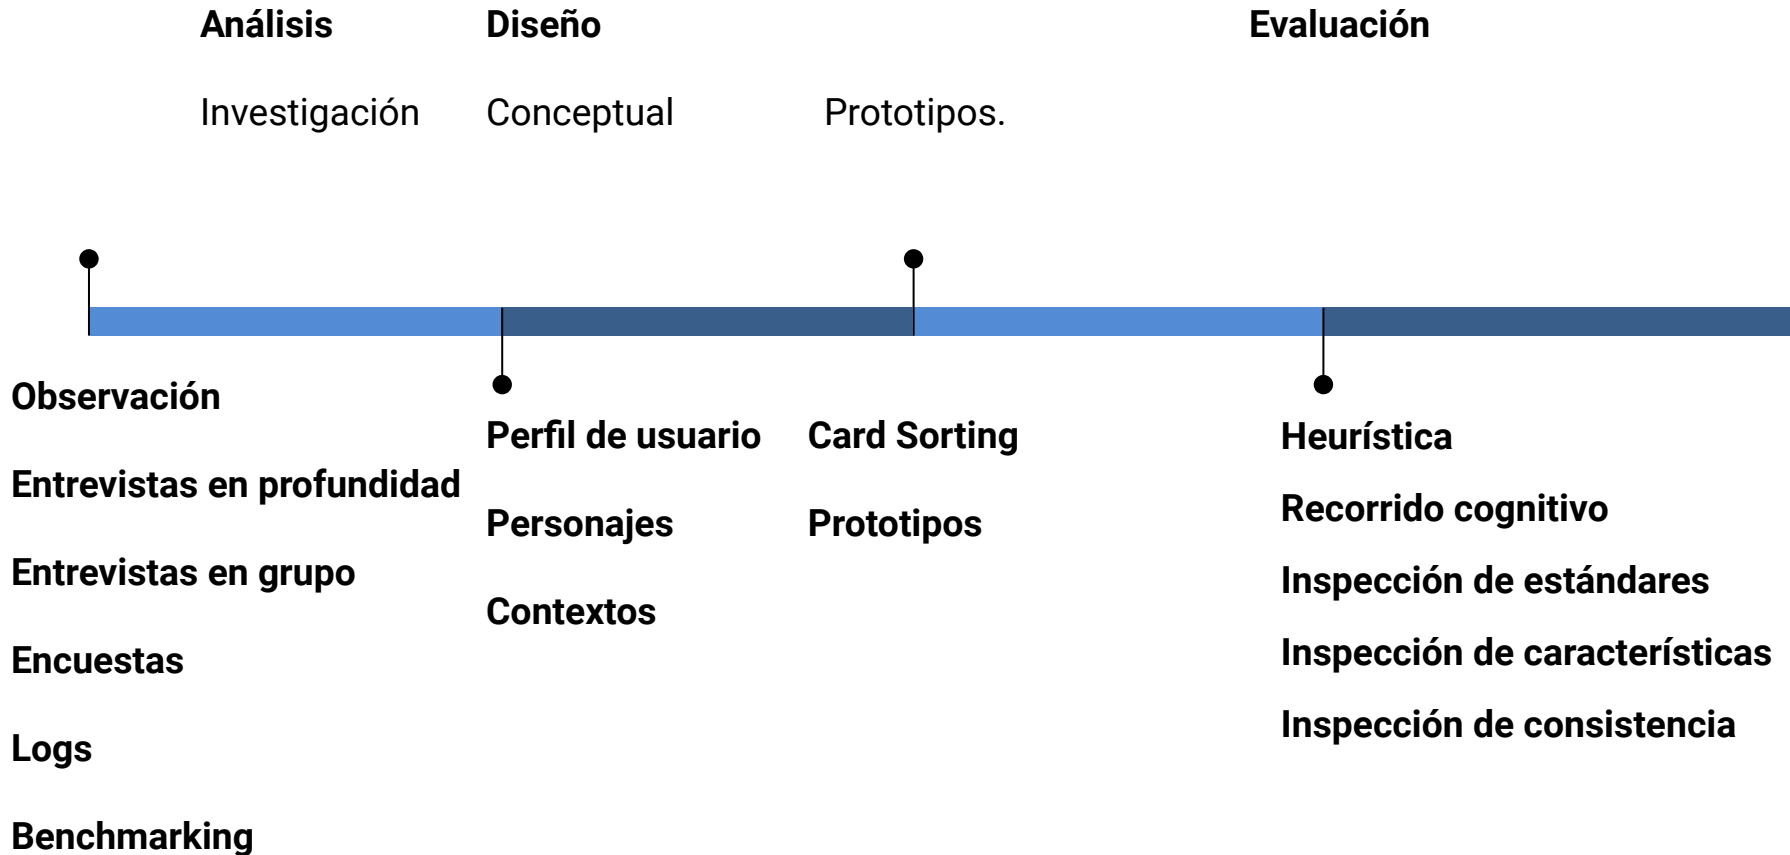 Análisis
Diseño
Evaluación
Investigación
Conceptual
Prototipos.
Observación
Entrevistas en profundidad
Entrevistas en grupo
Encuestas
Logs
Benchmarking
Perfil de usuario
Personajes
Contextos
Card Sorting
Prototipos
Heurística
Recorrido cognitivo
Inspección de estándares
Inspección de características
Inspección de consistencia